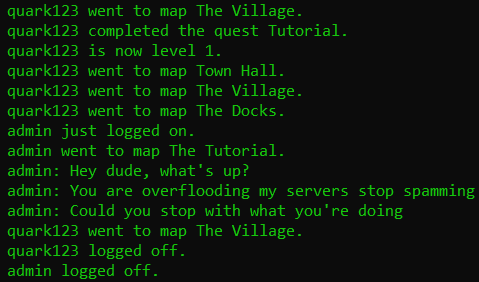 quark123 went to map The Village.
quark123 completed the quest Tutorial.
quark123 is now level 1.
quark123 went to map Town Hall.
quark123 went to map The Village.
quark123 went to map The Docks.
admin just logged on.
admin went to map The Tutorial.
admin: Hey dude, what's up?
admin: You are overflooding my servers stop spamming
admin: Could you stop with what you're doing
quark123 went to map The Village.
quark123 logged off.
admin logged off.